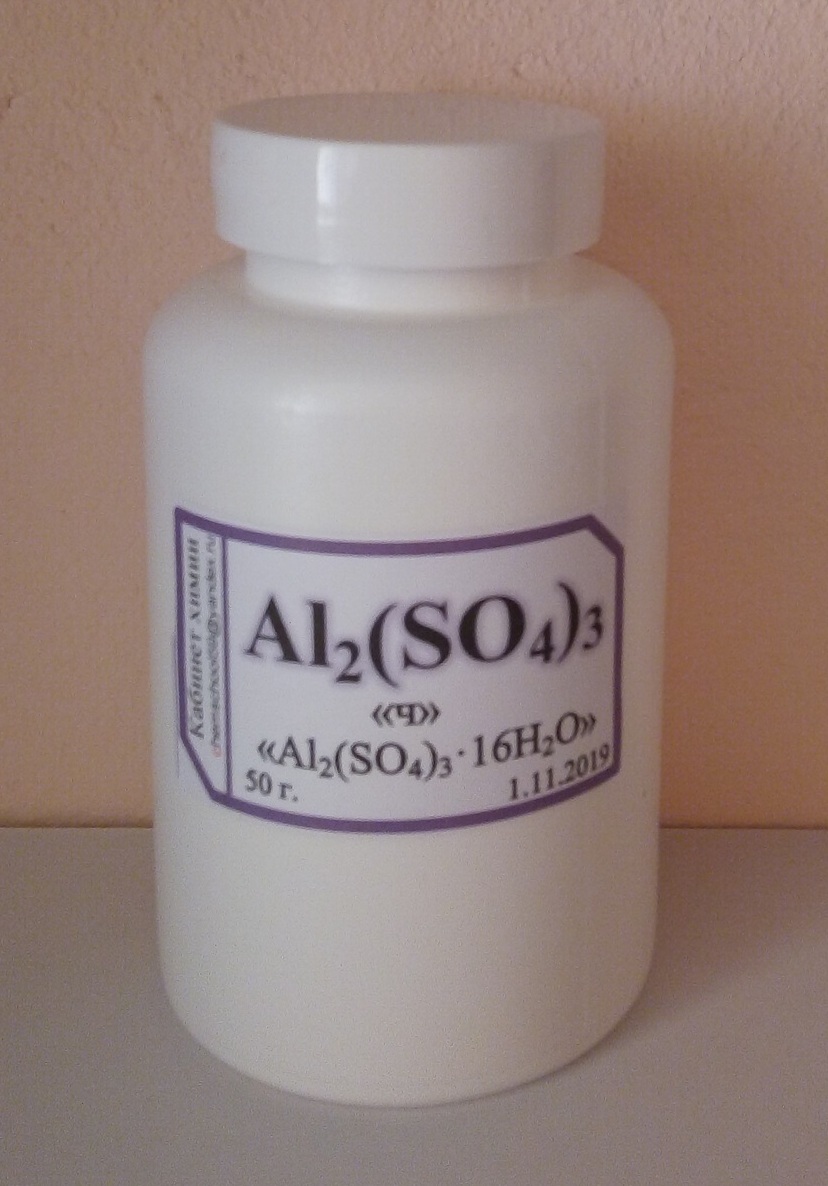 Кабинет химии
Al₂(SO₄)₃
«Ч»
«Al₂(SO₄)₃·16H₂O»
50 г.
1.11.2019